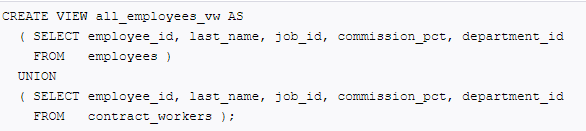 CREATE VIEW all_employees_vw AS
( SELECT employee_id, last_name, job_id, commission_pct, department_id
FROM employees )
UNION
( SELECT employee_id, last_name, job_id, commission_pct, department_id
FROM contract_workers );